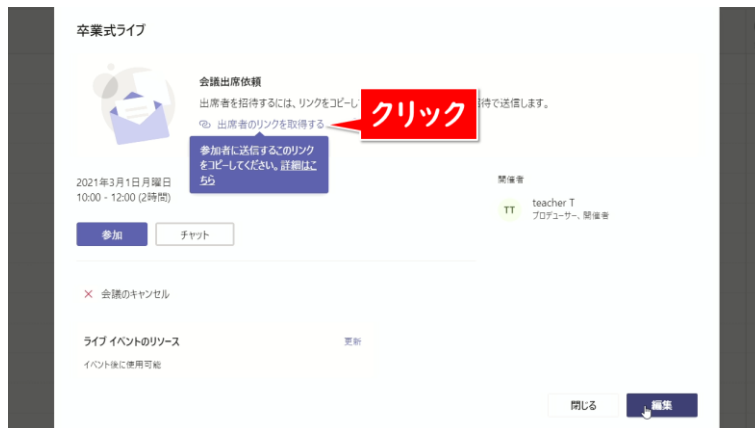 卒業式ライブ
会議出席依頼
出席者を招待するには、リンクをコピーし
待で送信します。
出席者のリンクを取得する
クリック
参加者に送信するこのリンク
をコピーしてください。詳細はこ
ちら
2021年3月1日月曜日
10:00 - 12:00 (2時間)
開催者
TT
teacher T
プロデューサー、開催者
参加
チャット
会議のキャンセル
ライブ イベントのリソース
更新
イベント後に使用可能
閉じる
編集